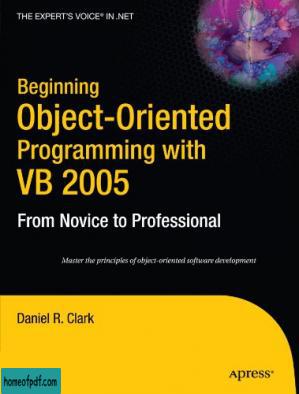 THE EXPERT'S VOICE® IN .NET
Beginning
Object-Oriented
Programming with
VB 2005
From Novice to Professional
Master the principles of object-oriented software development
Daniel R. Clark
Apress®
homeofpdf.com